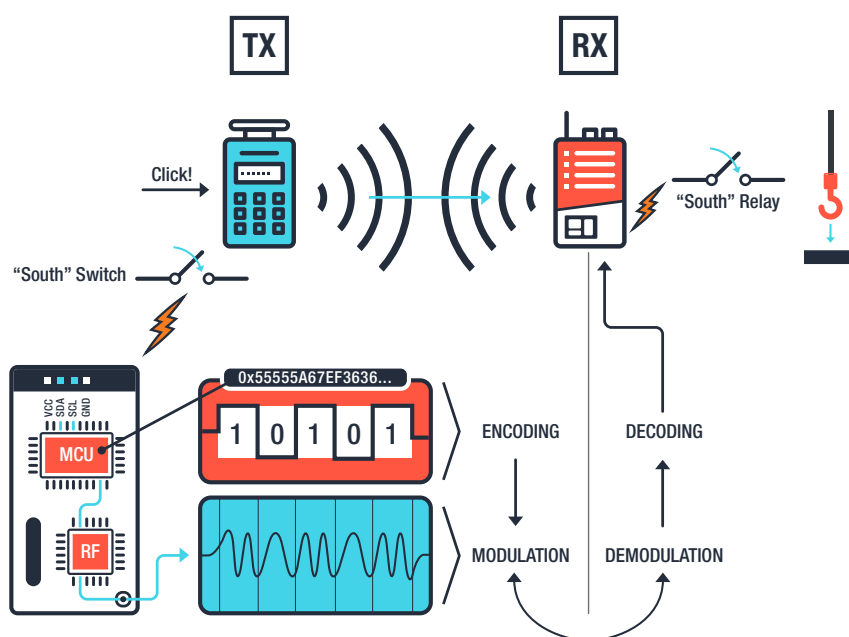 TX
RX
Click!
“South” Relay
“South” Switch
0x55555A67EF3636...
VCC
SDA
SCL
GND
1 0 1 0 1
MCU
ENCODING
DECODING
RF
MODULATION
DEMODULATION